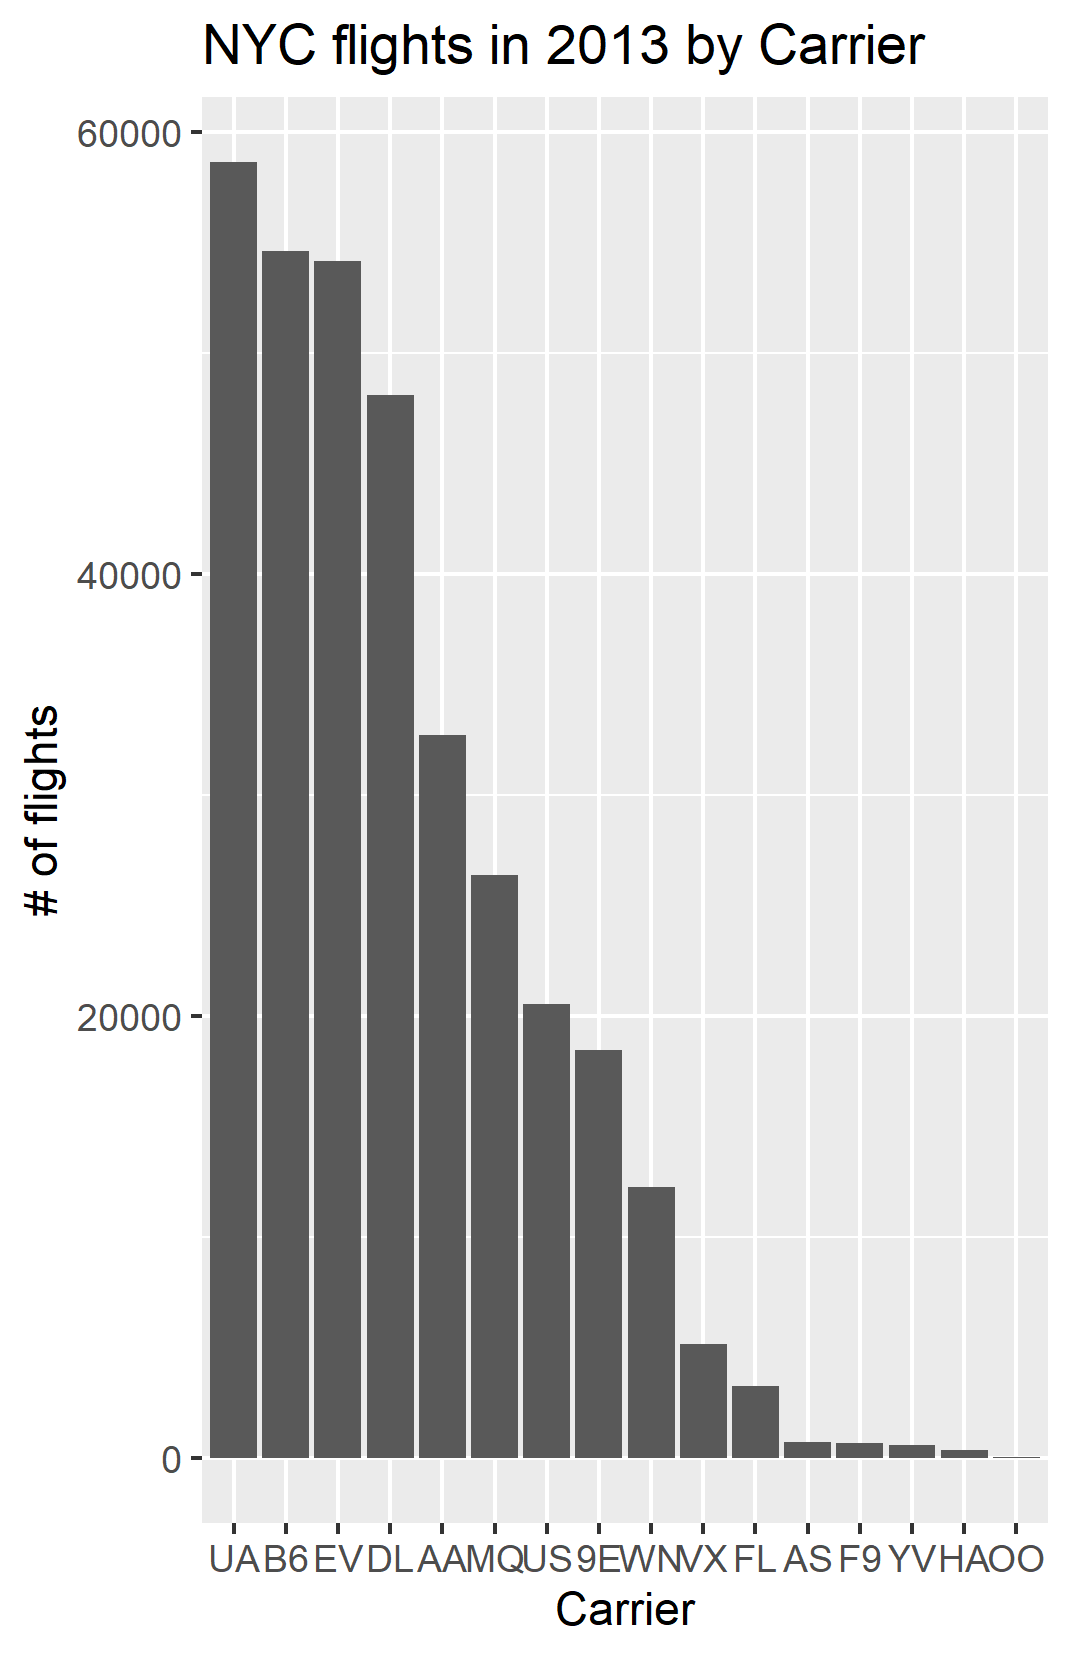 NYC flights in 2013 by Carrier
60000
40000
20000
0
# of flights
UA B6 EV DL AA MQ US 9E WN VX FL AS F9 YV HA OO
Carrier